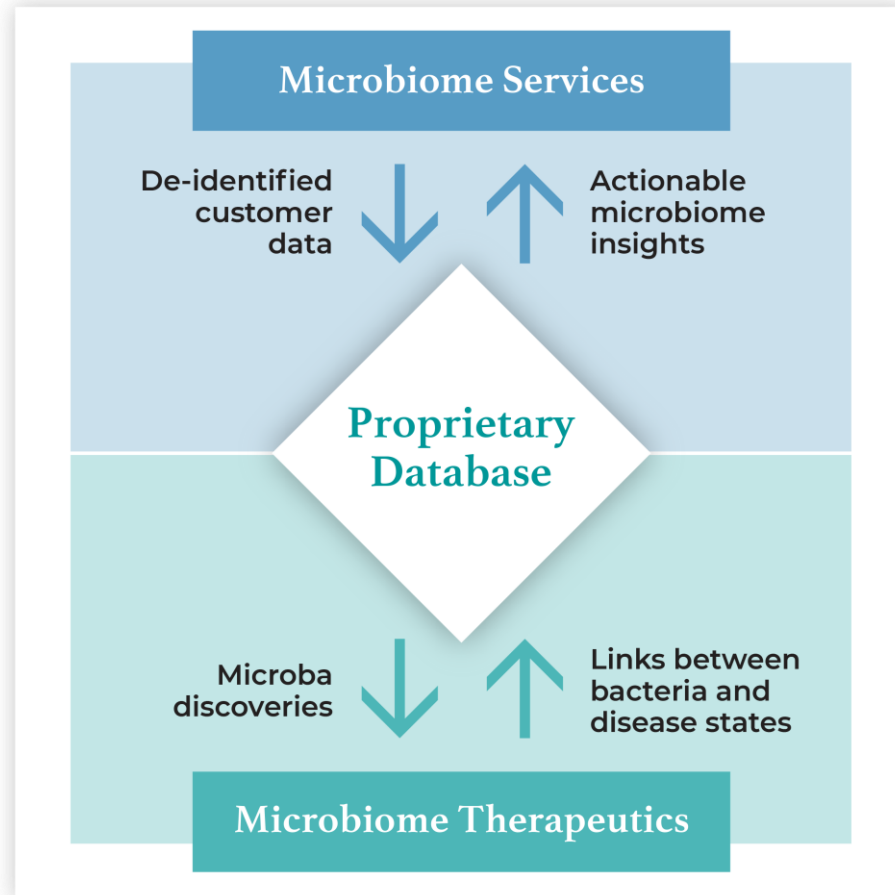 Microbiome Services
De-identified
customer
data
Actionable
microbiome
insights
Proprietary
Database
Microba
discoveries
Links between
bacteria and
disease states
Microbiome Therapeutics